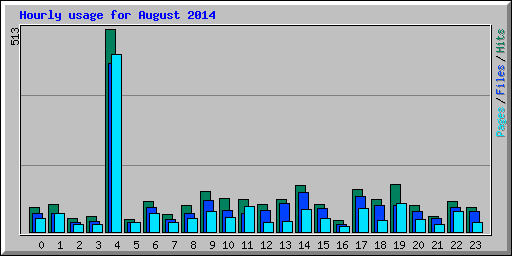 Hourly usage for August 2014
513
Pages/Files/Hits
0 1 2 3 4 5 6 7 8 9 10 11 12 13 14 15 16 17 18 19 20 21 22 23